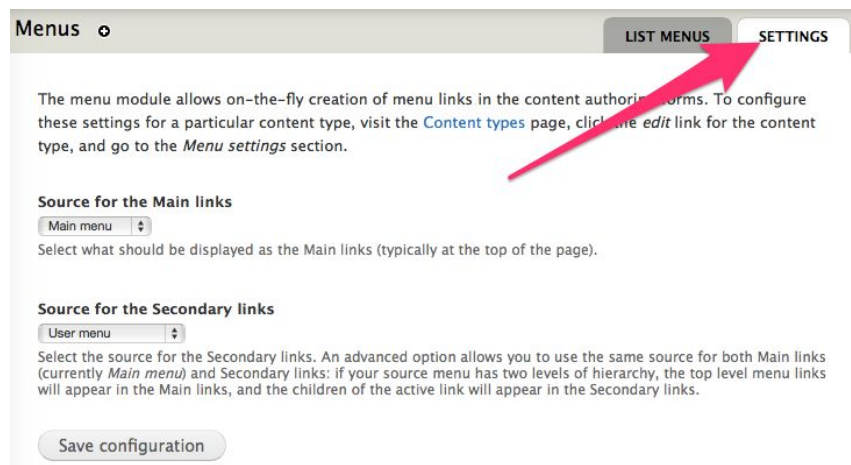 Menus
LIST MENUS
SETTINGS
The menu module allows on-the-fly creation of menu links in the content authoring forms. To configure
these settings for a particular content type, visit the Content types page, click the edit link for the content
type, and go to the Menu settings section.
Source for the Main links
Main menu
Select what should be displayed as the Main links (typically at the top of the page).
Source for the Secondary links
User menu
Select the source for the Secondary links. An advanced option allows you to use the same source for both Main links
(currently Main menu) and Secondary links: if your source menu has two levels of hierarchy, the top level menu links
will appear in the Main links, and the children of the active link will appear in the Secondary links.
Save configuration